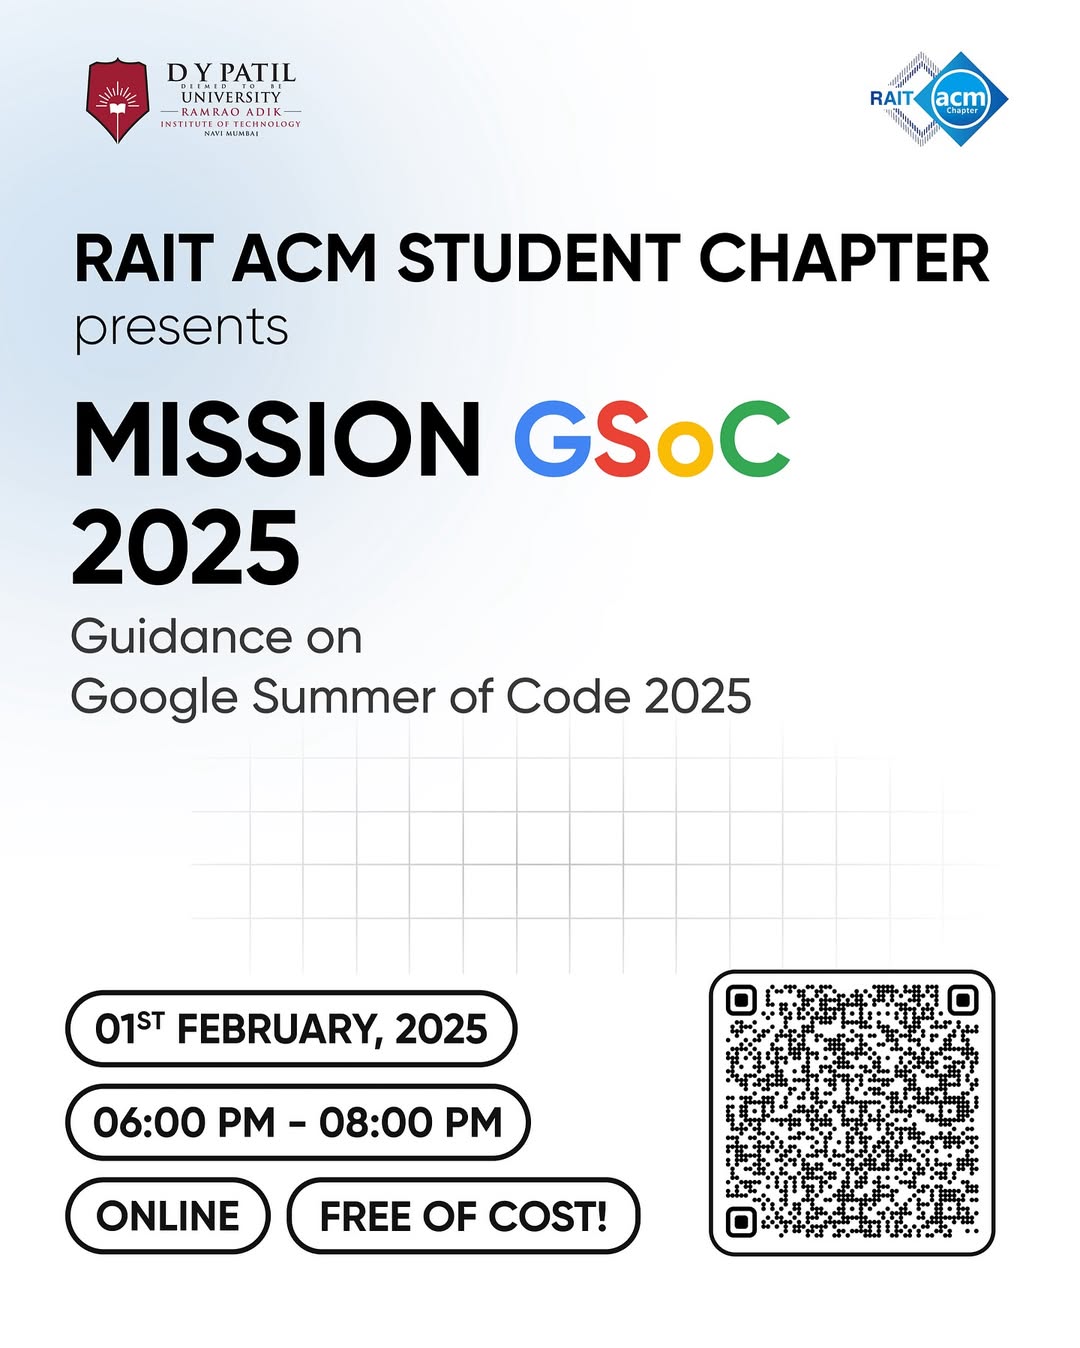 D Y PATIL
DEEMED TO BE
UNIVERSITY
RAMRAO ADIK
INSTITUTE OF TECHNOLOGY
NAVI MUMBAI
RAIT acm
Chapter
RAIT ACM STUDENT CHAPTER
presents
MISSION GSoC
2025
Guidance on
Google Summer of Code 2025
01ST FEBRUARY, 2025
06:00 PM - 08:00 PM
ONLINE
FREE OF COST!